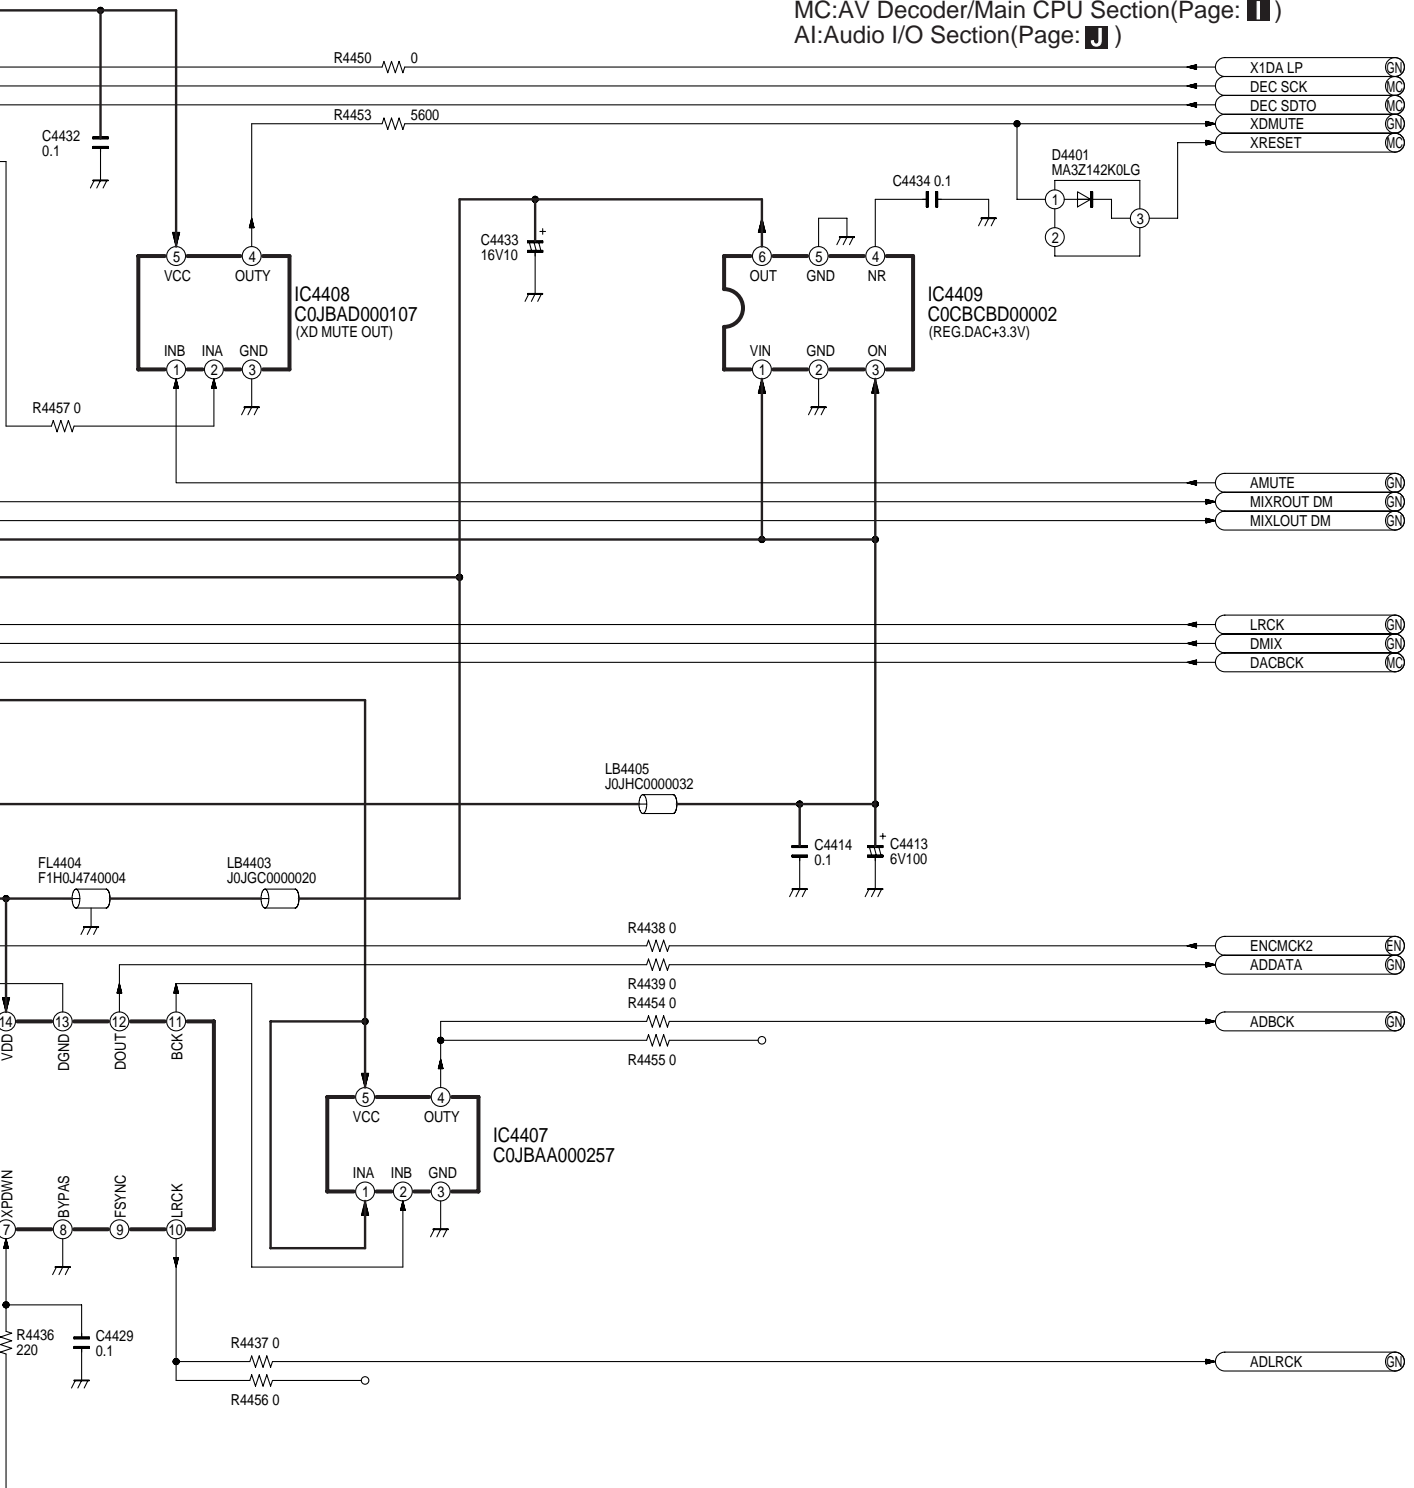 MC:AV Decoder/Main CPU Section(Page: I )
AI:Audio I/O Section(Page: J )
R4450 0
X1DA LP GN
DEC SCK MC
DEC SDTO MC
R4453 5600
XDMUTE GN
XRESET MC
C4432
0.1
D4401
MA3Z142K0LG
1
3
2
C4434 0.1
C4433
16V10
+
5 4
VCC OUTY
IC4408
C0JBAD000107
(XD MUTE OUT)
INB INA GND
1 2 3
6 5 4
OUT GND NR
IC4409
C0CBCBD00002
(REG.DAC+3.3V)
VIN GND ON
1 2 3
R4457 0
AMUTE GN
MIXROUT DM GN
MIXLOUT DM GN
LRCK GN
DMIX GN
DACBCK MC
LB4405
J0JHC0000032
C4414
0.1
+
C4413
6V100
FL4404
F1H0J4740004
LB4403
J0JGC0000020
R4438 0
ENCMCK2 EN
ADDATA GN
R4439 0
R4454 0
ADBCK GN
R4455 0
14 13 12 11
VDD DGND DOUT BCK
5 4
VCC OUTY
IC4407
C0JBAA000257
INA INB GND
1 2 3
XPDWN BYPAS FSYNC LRCK
7 8 9 10
R4436
220
C4429
0.1
R4437 0
ADLRCK GN
R4456 0